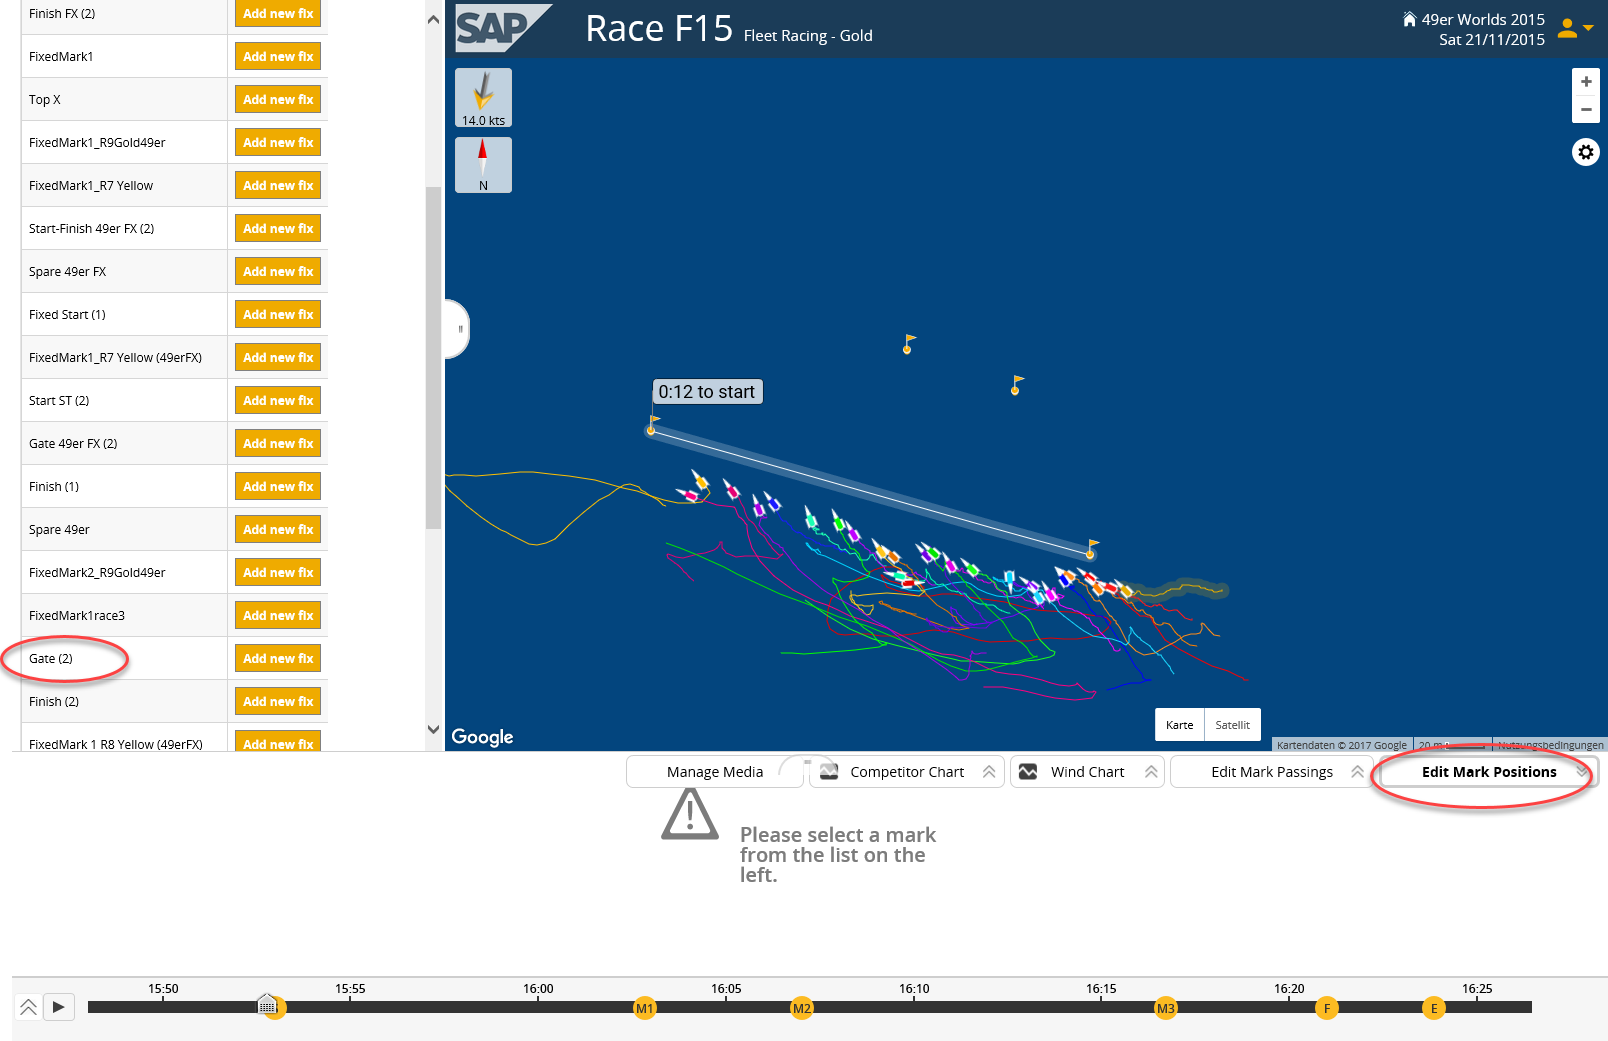 Finish FX (2) Add new fix
FixedMark1 Add new fix
Top X Add new fix
FixedMark1_R9Gold49er Add new fix
FixedMark1_R7 Yellow Add new fix
Start-Finish 49er FX (2) Add new fix
Spare 49er FX Add new fix
Fixed Start (1) Add new fix
FixedMark1_R7 Yellow (49erFX) Add new fix
Start ST (2) Add new fix
Gate 49er FX (2) Add new fix
Finish (1) Add new fix
Spare 49er Add new fix
FixedMark2_R9Gold49er Add new fix
FixedMark1race3 Add new fix
Gate (2) Add new fix
Finish (2) Add new fix
FixedMark 1 R8 Yellow (49erFX) Add new fix
SAP Race F15 Fleet Racing - Gold
49er Worlds 2015
Sat 21/11/2015
14.0 kts
N
0:12 to start
Karte Satellit
Google
Kartendaten © 2017 Google 20 m Nutzungsbedingungen
Manage Media Competitor Chart Wind Chart Edit Mark Passings Edit Mark Positions
Please select a mark
from the list on the
left.
15:50 15:55 16:00 16:05 16:10 16:15 16:20 16:25
M1 M2 M3 F E